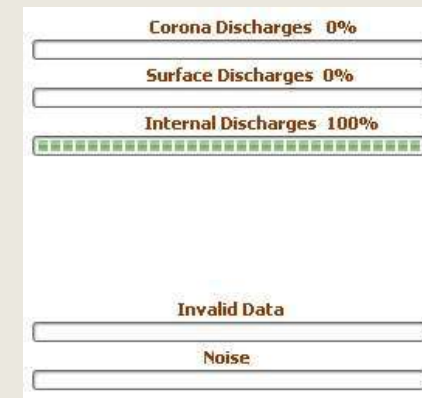 Corona Discharges 0%
Surface Discharges 0%
Internal Discharges 100%
Invalid Data
Noise